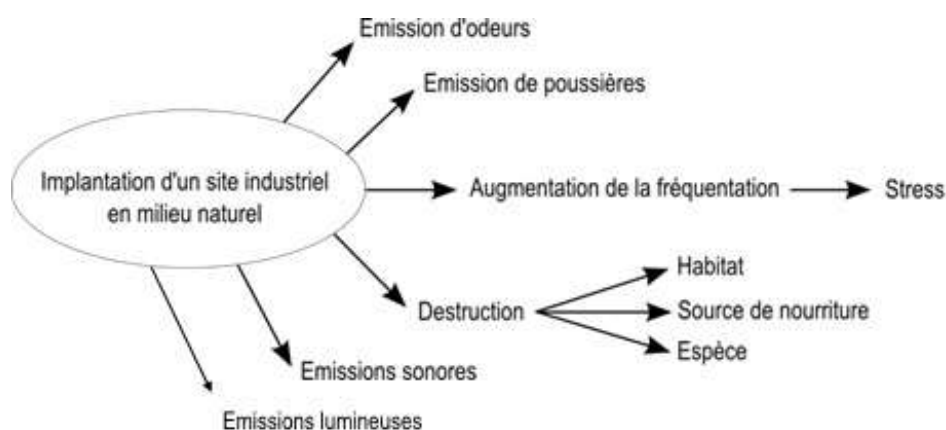 Emission d'odeurs
Emission de poussières
Implantation d'un site industriel
en milieu naturel
Augmentation de la fréquentation
Stress
Habitat
Destruction
Source de nourriture
Espèce
Emissions sonores
Emissions lumineuses